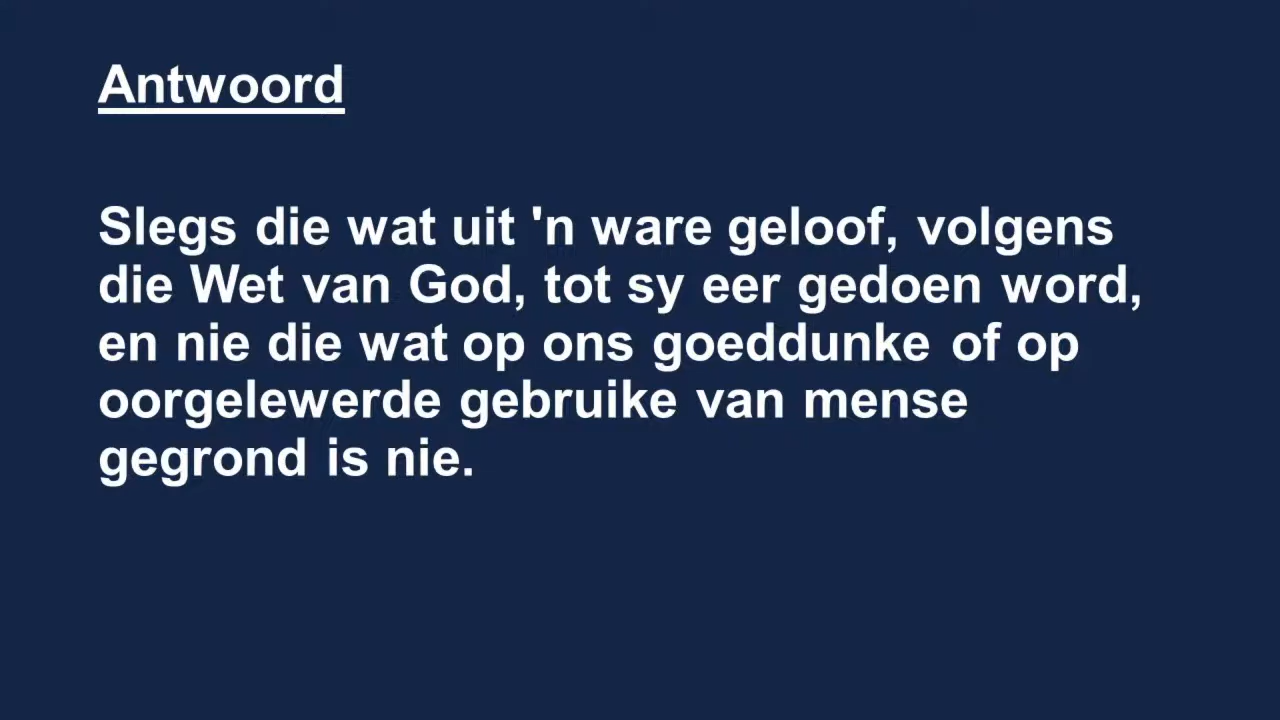 Antwoord
Slegs die wat uit 'n ware geloof, volgens
die Wet van God, tot sy eer gedoen word,
en nie die wat op ons goeddunke of op
oorgelewerde gebruike van mense
gegrond is nie.